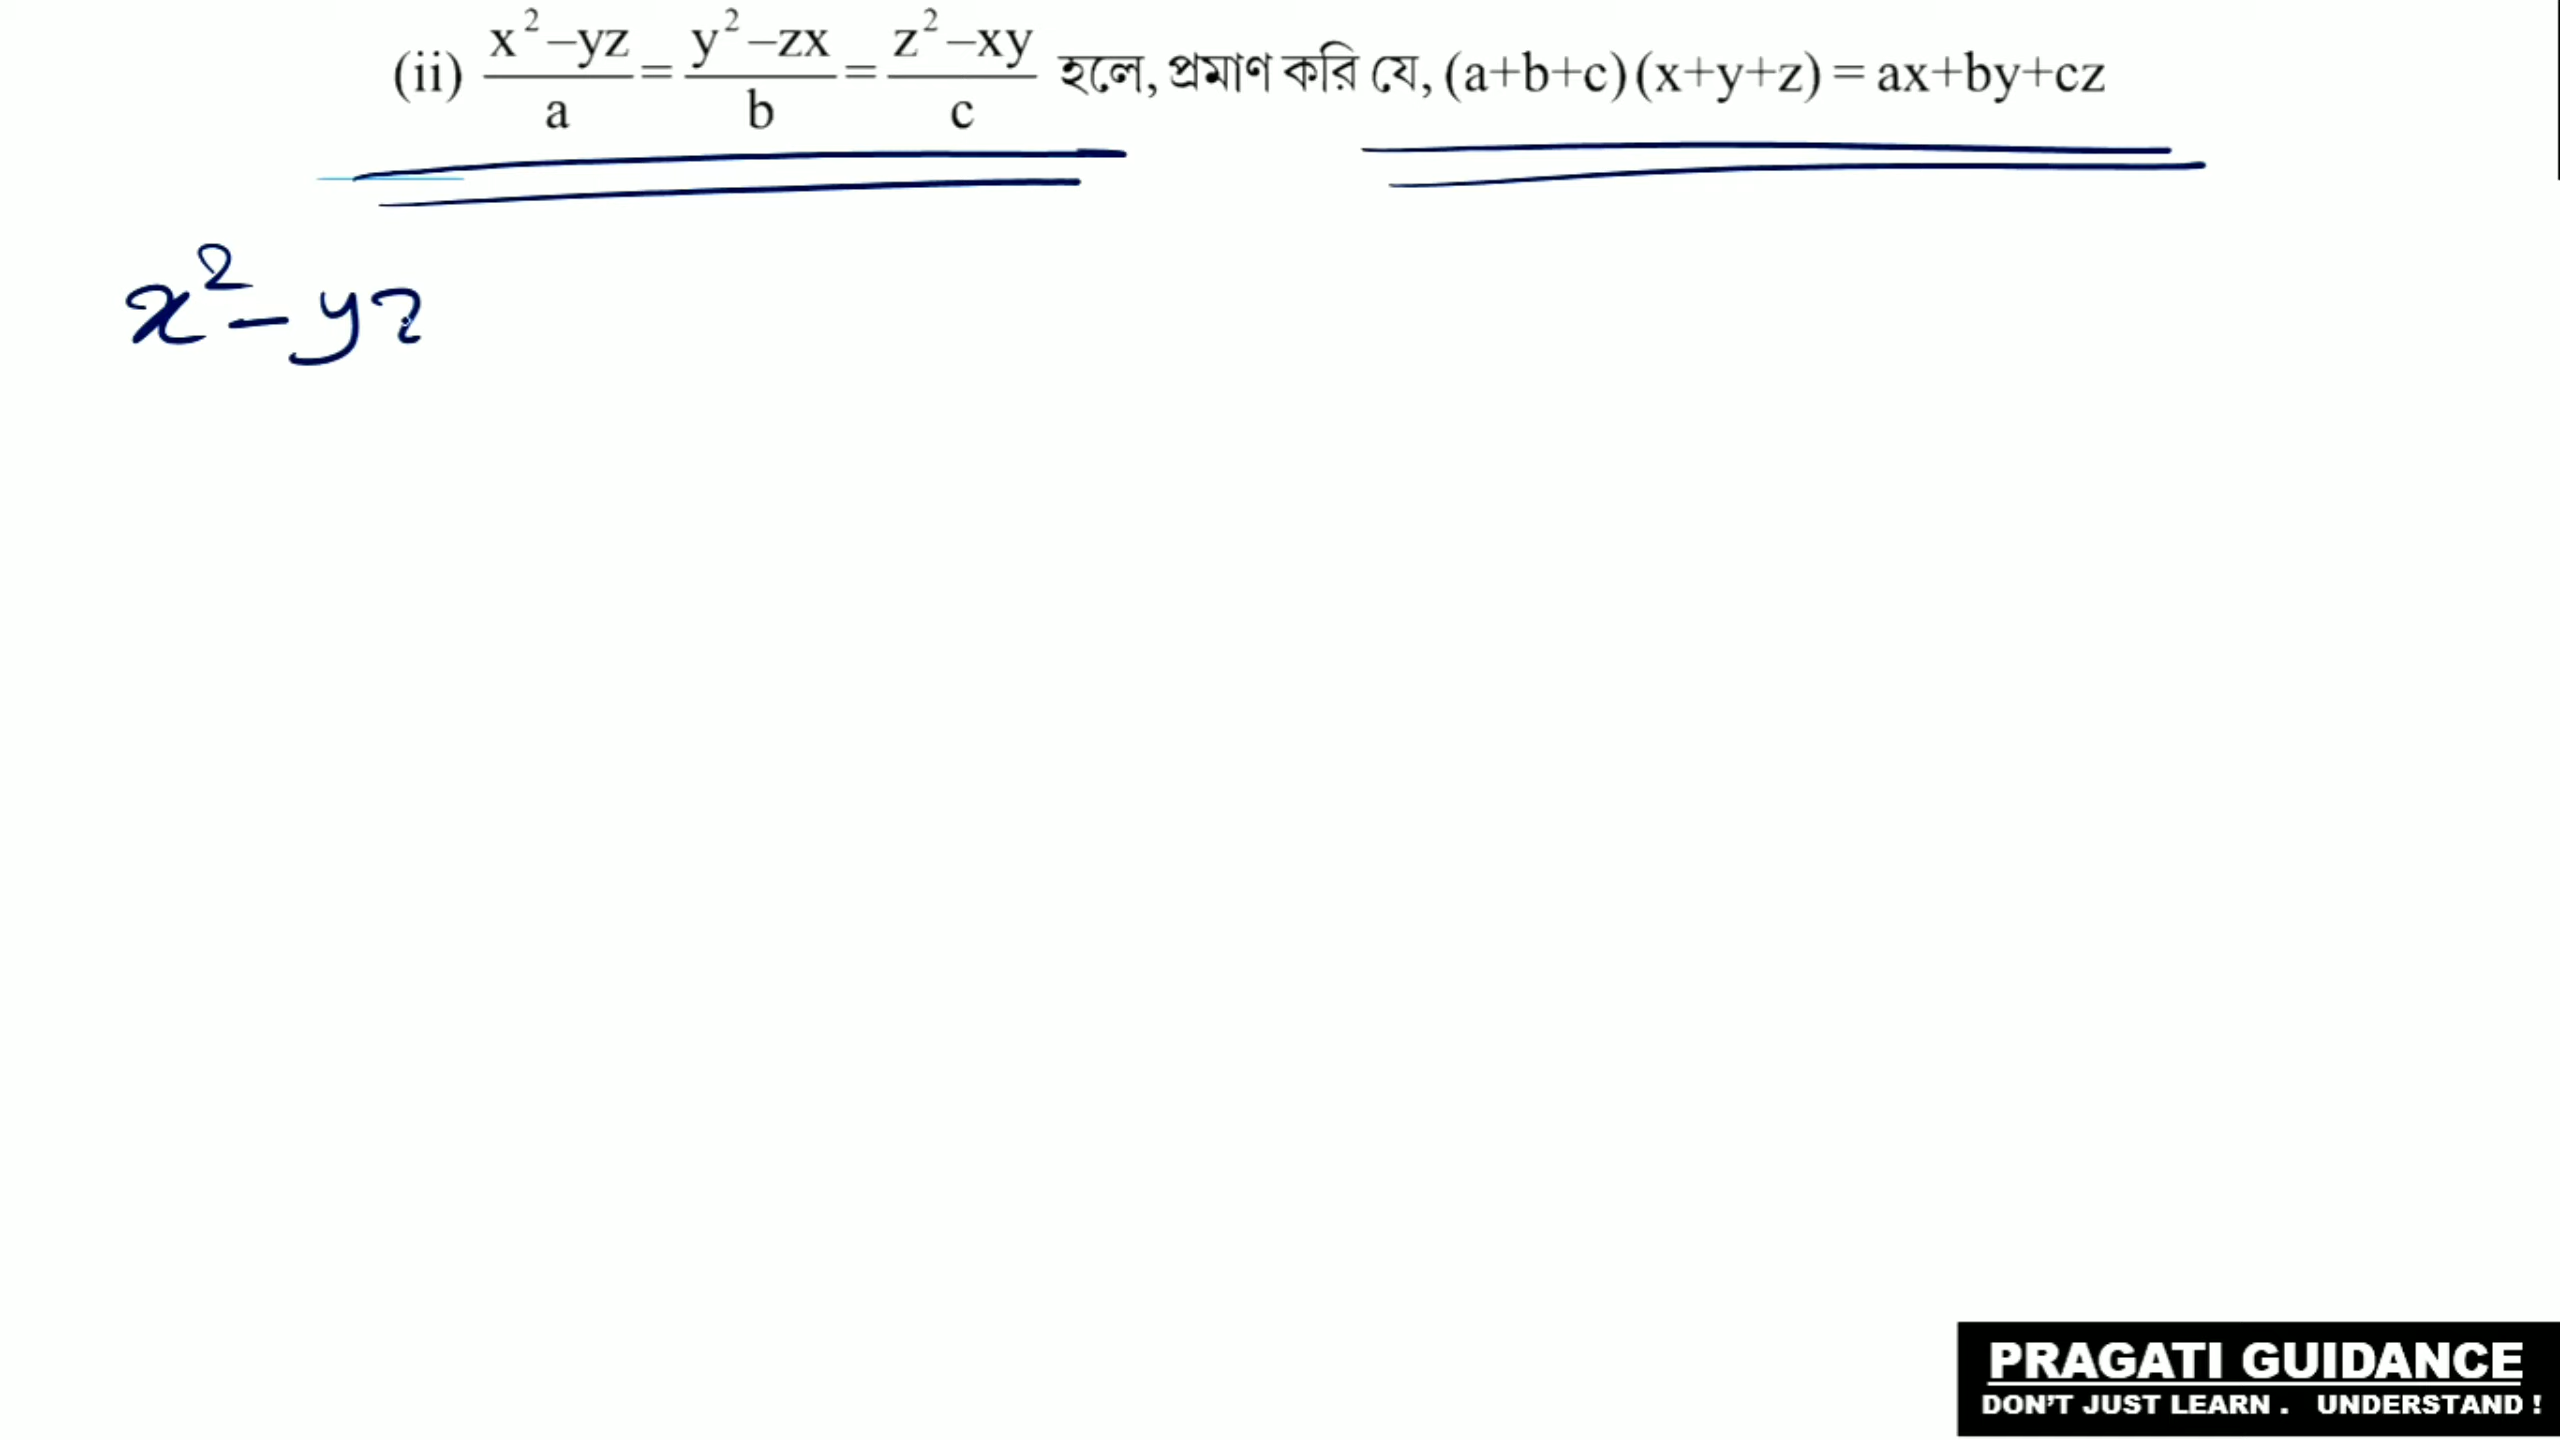 (ii) x²–yz/a = y²–zx/b = z²–xy/c হলে, প্রমাণ করি যে, (a+b+c)(x+y+z) = ax+by+cz
x² – yz
PRAGATI GUIDANCE
DON'T JUST LEARN . UNDERSTAND !